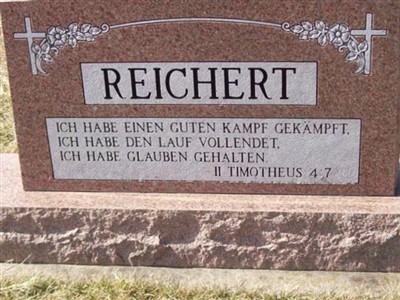 REICHERT
ICH HABE EINEN GUTEN KAMPF GEKÄMPFT,
ICH HABE DEN LAUF VOLLENDET,
ICH HABE GLAUBEN GEHALTEN.
II TIMOTHEUS 4:7